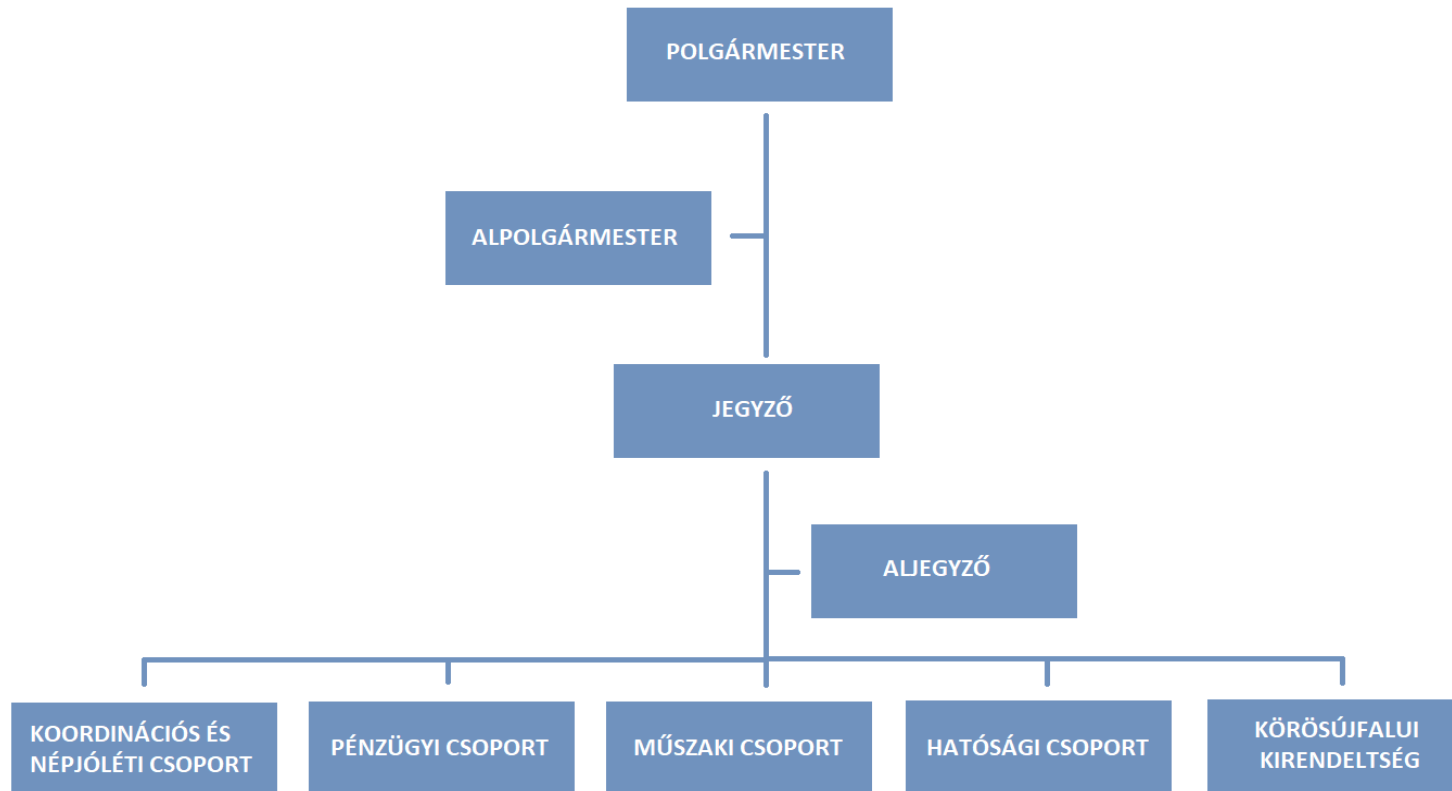 POLGÁRMESTER
ALPOLGÁRMESTER
JEGYZŐ
ALJEGYZŐ
KOORDINÁCIÓS ÉS
NÉPJÓLÉTI CSOPORT
PÉNZÜGYI CSOPORT
MŰSZAKI CSOPORT
HATÓSÁGI CSOPORT
KÖRÖSÚJFALUI
KIRENDELTSÉG